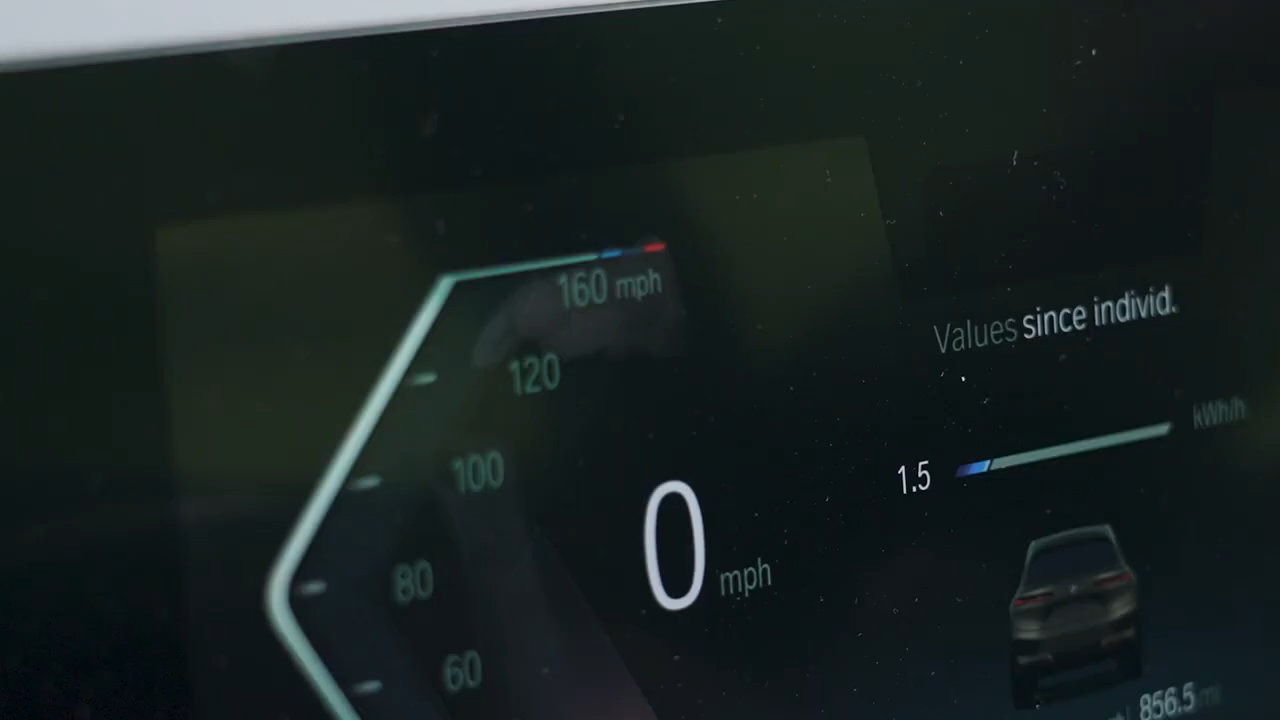 160 mph
120
100
80
60
0 mph
Values since individ.
kWh/h
1.5
856.5 mi